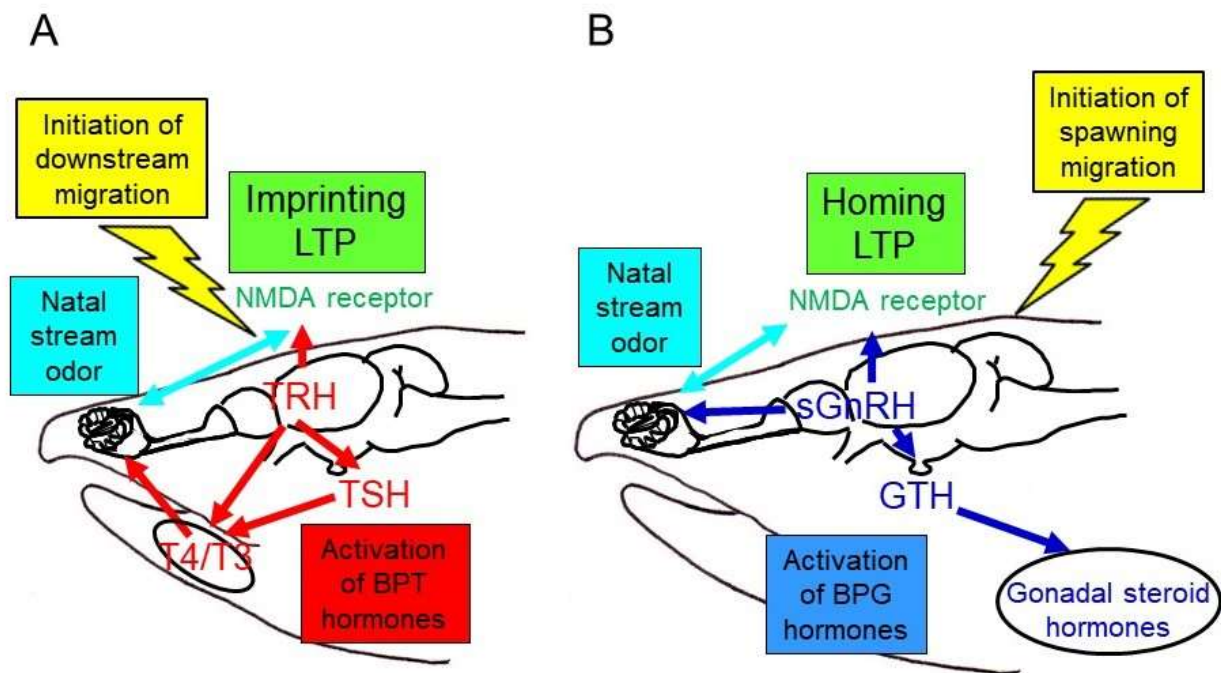 A
Initiation of
downstream
migration
Imprinting
LTP
NMDA receptor
Natal
stream
odor
TRH
TSH
T4/T3
Activation
of BPT
hormones
B
Initiation of
spawning
migration
Homing
LTP
NMDA receptor
Natal
stream
odor
sGnRH
GTH
Activation
of BPG
hormones
Gonadal steroid
hormones